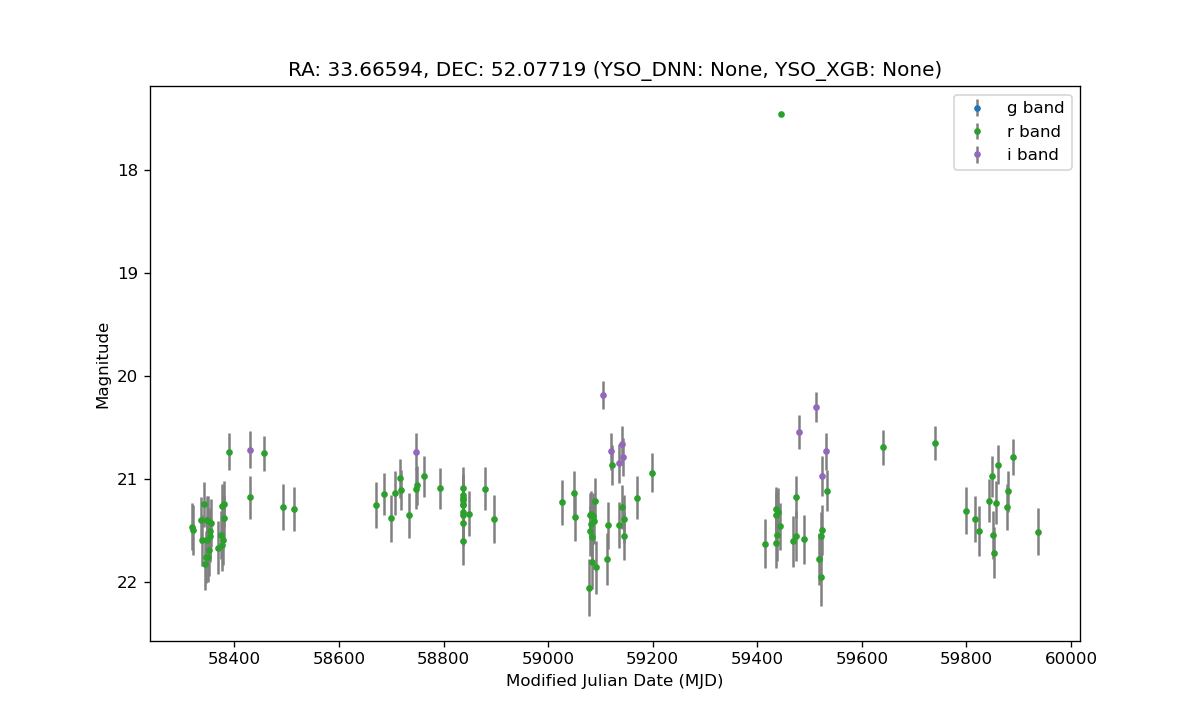 RA: 33.66594, DEC: 52.07719 (YSO_DNN: None, YSO_XGB: None)
g band
r band
i band
18
19
20
21
22
Magnitude
58400
58600
58800
59000
59200
59400
59600
59800
60000
Modified Julian Date (MJD)